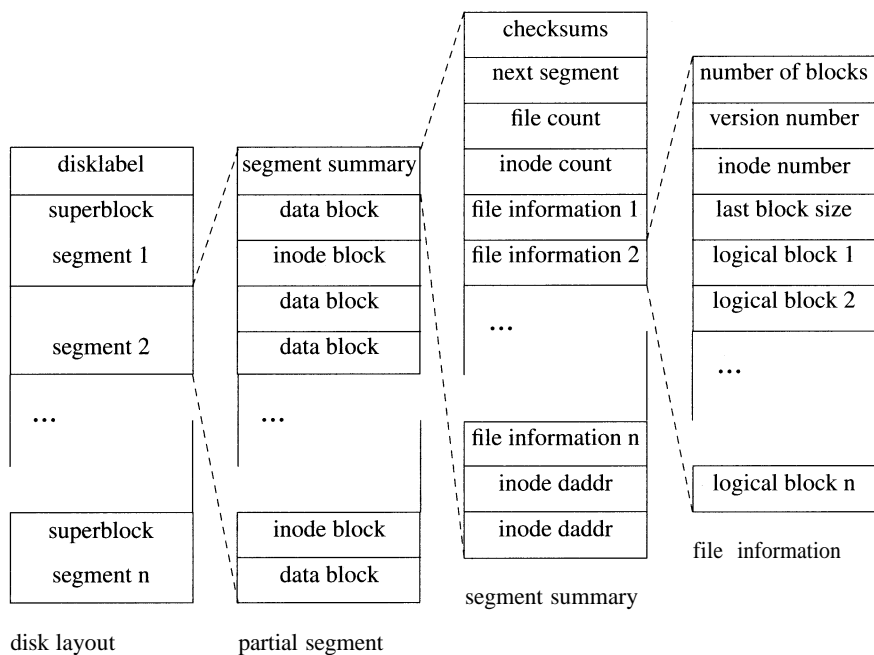 disklabel
superblock
segment 1
segment 2
...
superblock
segment n
disk layout
segment summary
data block
inode block
data block
data block
...
inode block
data block
partial segment
checksums
next segment
file count
inode count
file information 1
file information 2
...
file information n
inode daddr
inode daddr
segment summary
number of blocks
version number
inode number
last block size
logical block 1
logical block 2
...
logical block n
file information